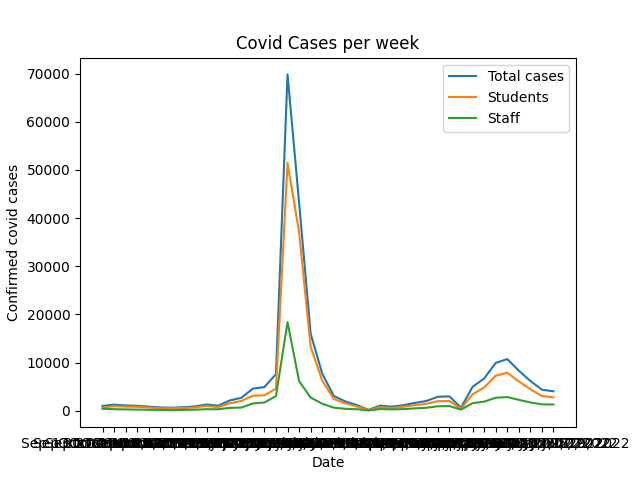 Covid Cases per week
Total cases
Students
Staff
70000
60000
50000
40000
30000
20000
10000
0
Confirmed covid cases
Date